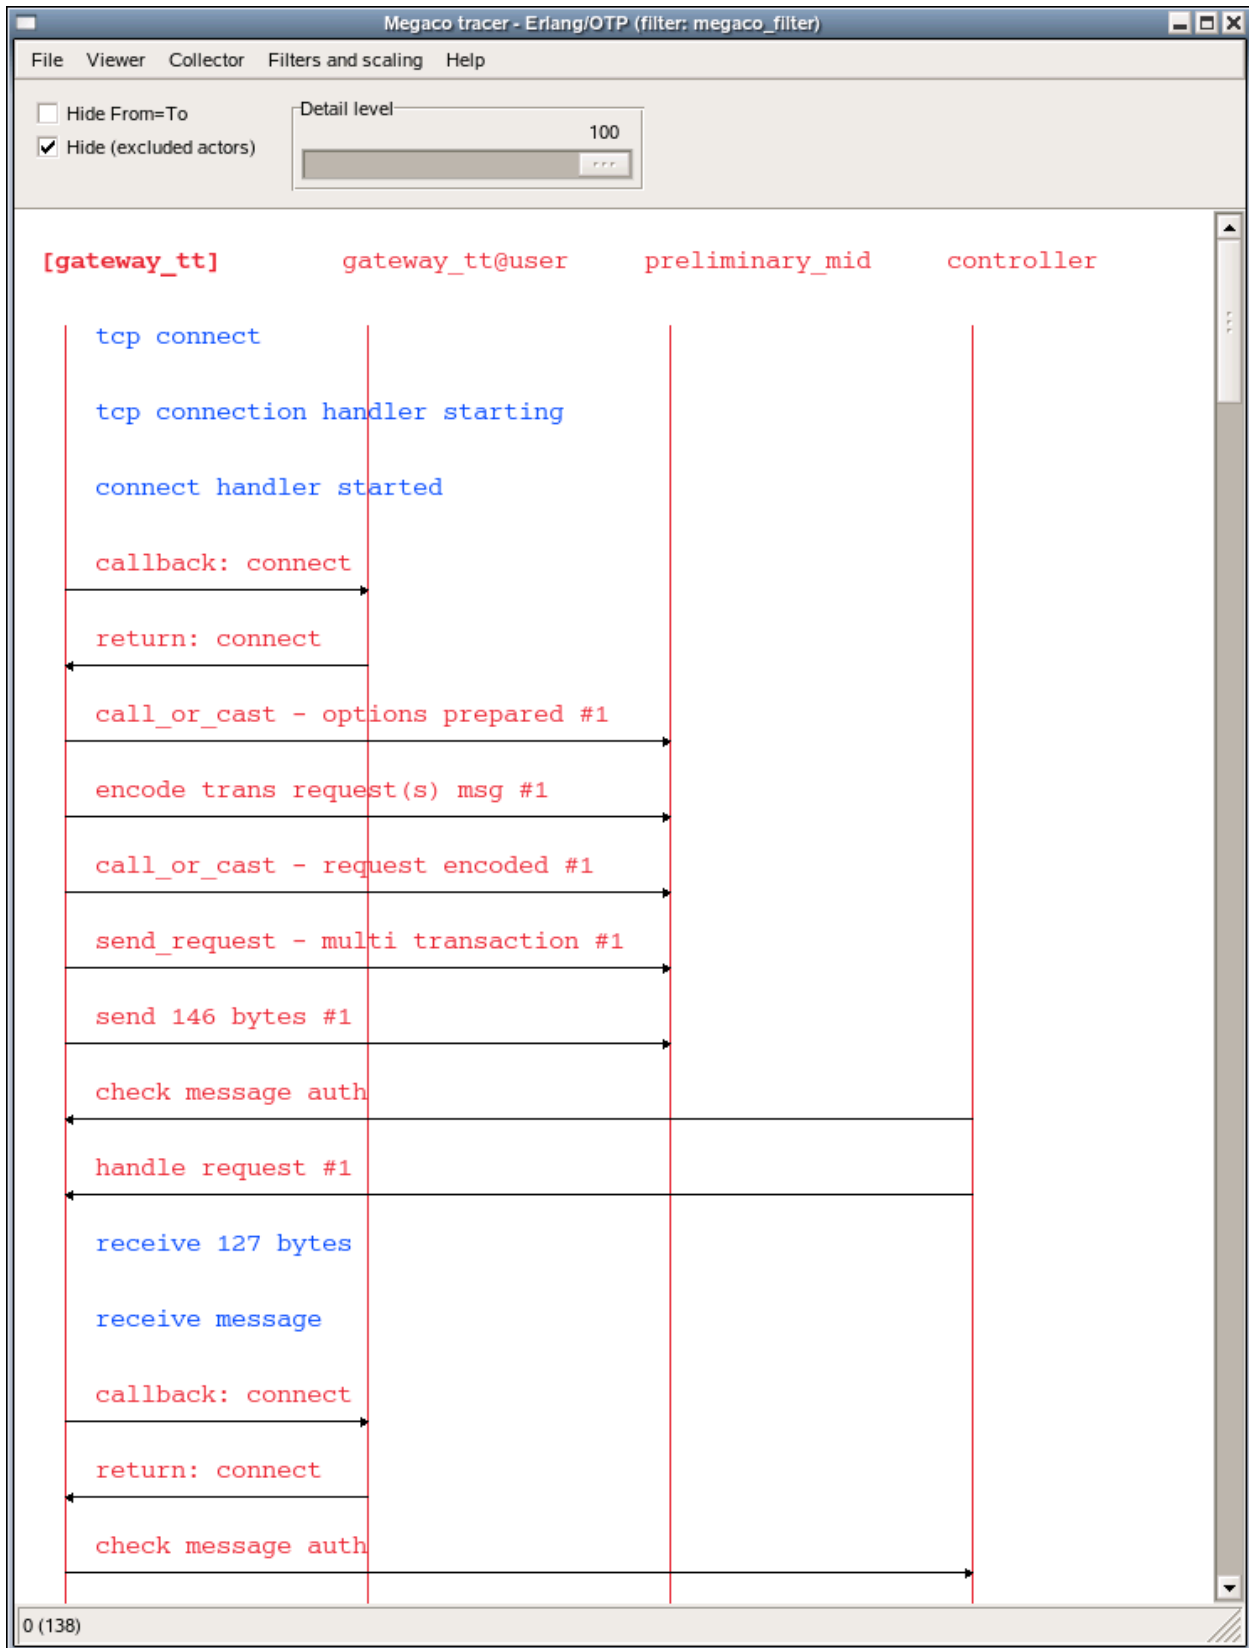 Megaco tracer - Erlang/OTP (filter: megaco_filter)
File Viewer Collector Filters and scaling Help
Hide From=To
Hide (excluded actors)
Detail level
100
[gateway_tt] gateway_tt@user preliminary_mid controller
tcp connect
tcp connection handler starting
connect handler started
callback: connect
return: connect
call_or_cast - options prepared #1
encode trans request(s) msg #1
call_or_cast - request encoded #1
send_request - multi transaction #1
send 146 bytes #1
check message auth
handle request #1
receive 127 bytes
receive message
callback: connect
return: connect
check message auth
0 (138)